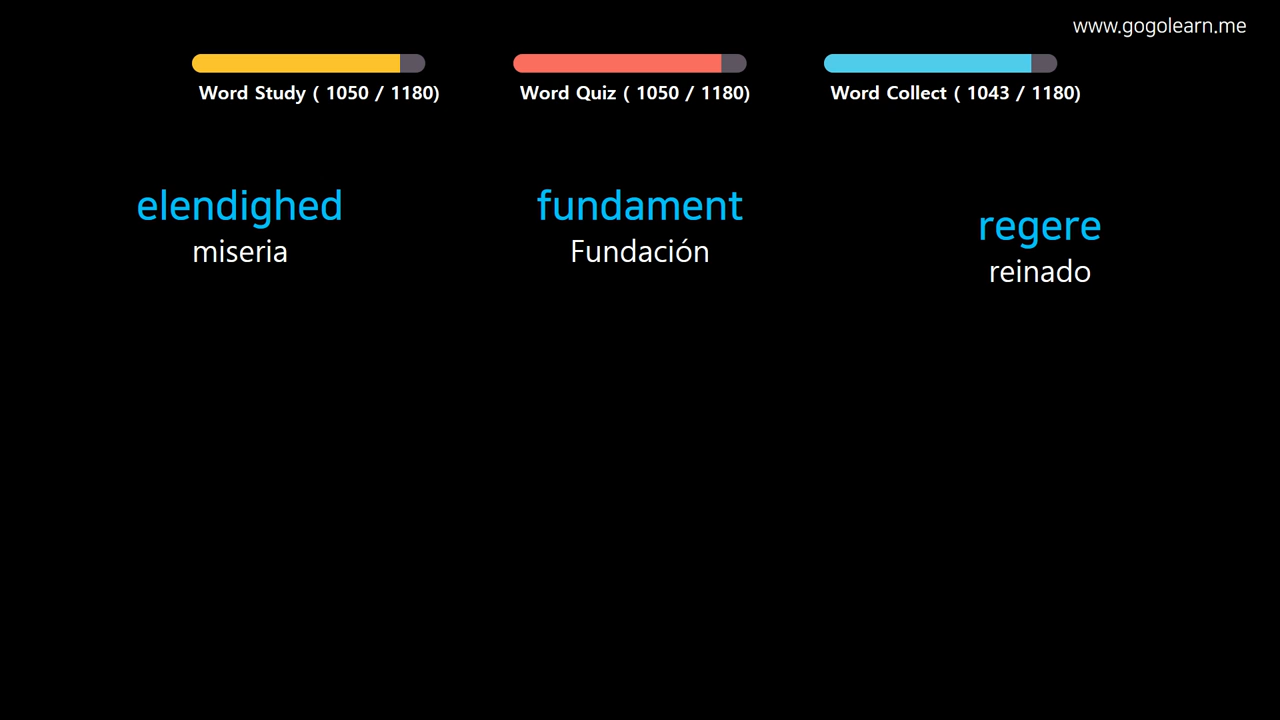 www.gogolearn.me
Word Study ( 1050 / 1180)
Word Quiz ( 1050 / 1180)
Word Collect ( 1043 / 1180)
elendighed
miseria
fundament
Fundación
regere
reinado